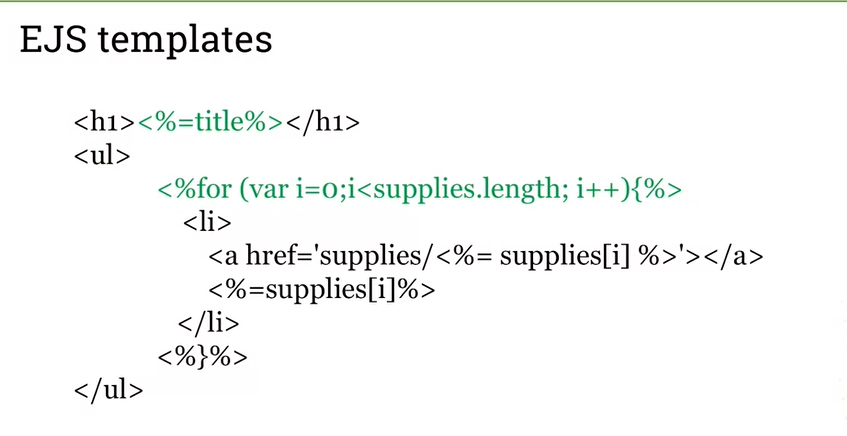 EJS templates
<h1><%=title%></h1>
<ul>
<%for (var i=0;i<supplies.length; i++){%>
<li>
<a href='supplies/<%= supplies[i] %>'></a>
<%=supplies[i]%>
</li>
<%}%>
</ul>